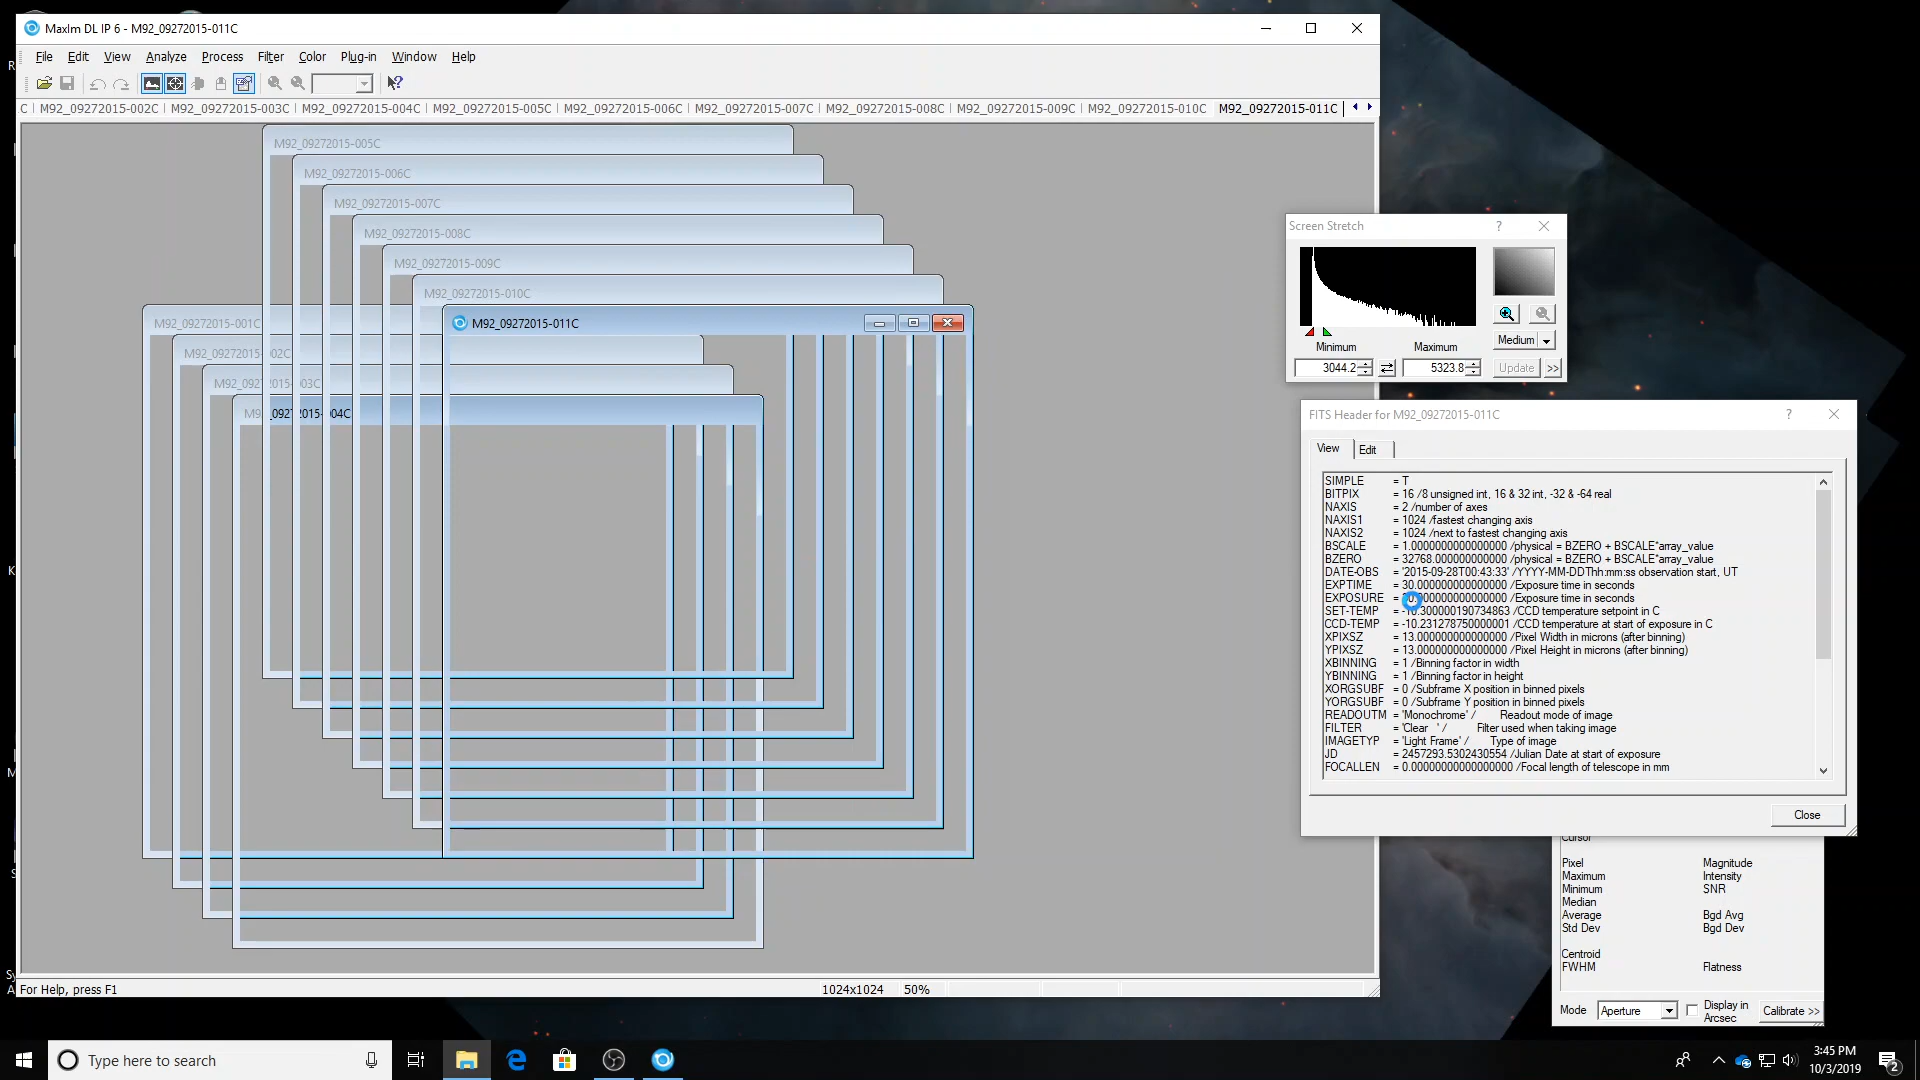 MaxIm DL IP 6 - M92_09272015-011C
File Edit View Analyze Process Filter Color Plug-in Window Help
C M92_09272015-002C M92_09272015-003C M92_09272015-004C M92_09272015-005C M92_09272015-006C M92_09272015-007C M92_09272015-008C M92_09272015-009C M92_09272015-010C M92_09272015-011C
M92_09272015-005C
M92_09272015-006C
M92_09272015-007C
M92_09272015-008C
M92_09272015-009C
M92_09272015-010C
M92_09272015-001C
M92_09272015-011C
M92_09272015-002C
M92_09272015-003C
M92_09272015-004C
For Help, press F1
1024x1024 50%
Screen Stretch
?
Medium
Minimum Maximum
3044.2 5323.8 Update >>
FITS Header for M92_09272015-011C
?
View Edit
SIMPLE = T
BITPIX = 16 /8 unsigned int, 16 & 32 int, -32 & -64 real
NAXIS = 2 /number of axes
NAXIS1 = 1024 /fastest changing axis
NAXIS2 = 1024 /next to fastest changing axis
BSCALE = 1.0000000000000000 /physical = BZERO + BSCALE*array_value
BZERO = 32768.000000000000 /physical = BZERO + BSCALE*array_value
DATE-OBS = '2015-09-28T00:43:33' /YYYY-MM-DDThh:mm:ss observation start, UT
EXPTIME = 30.000000000000000 /Exposure time in seconds
EXPOSURE = /Exposure time in seconds
SET-TEMP = -10.300000190734863 /CCD temperature setpoint in C
CCD-TEMP = -10.231278750000001 /CCD temperature at start of exposure in C
XPIXSZ = 13.000000000000000 /Pixel Width in microns (after binning)
YPIXSZ = 13.000000000000000 /Pixel Height in microns (after binning)
XBINNING = 1 /Binning factor in width
YBINNING = 1 /Binning factor in height
XORGSUBF = 0 /Subframe X position in binned pixels
YORGSUBF = 0 /Subframe Y position in binned pixels
READOUTM = 'Monochrome' / Readout mode of image
FILTER = 'Clear ' / Filter used when taking image
IMAGETYP = 'Light Frame' / Type of image
JD = 2457293.5302430554 /Julian Date at start of exposure
FOCALLEN = 0.0000000000000000 /Focal length of telescope in mm
Close
Cursor
Pixel Magnitude
Maximum Intensity
Minimum SNR
Median
Average Bgd Avg
Std Dev Bgd Dev
Centroid
FWHM Flatness
Mode Aperture Display in Arcsec Calibrate >>
Type here to search
3:45 PM
10/3/2019
2